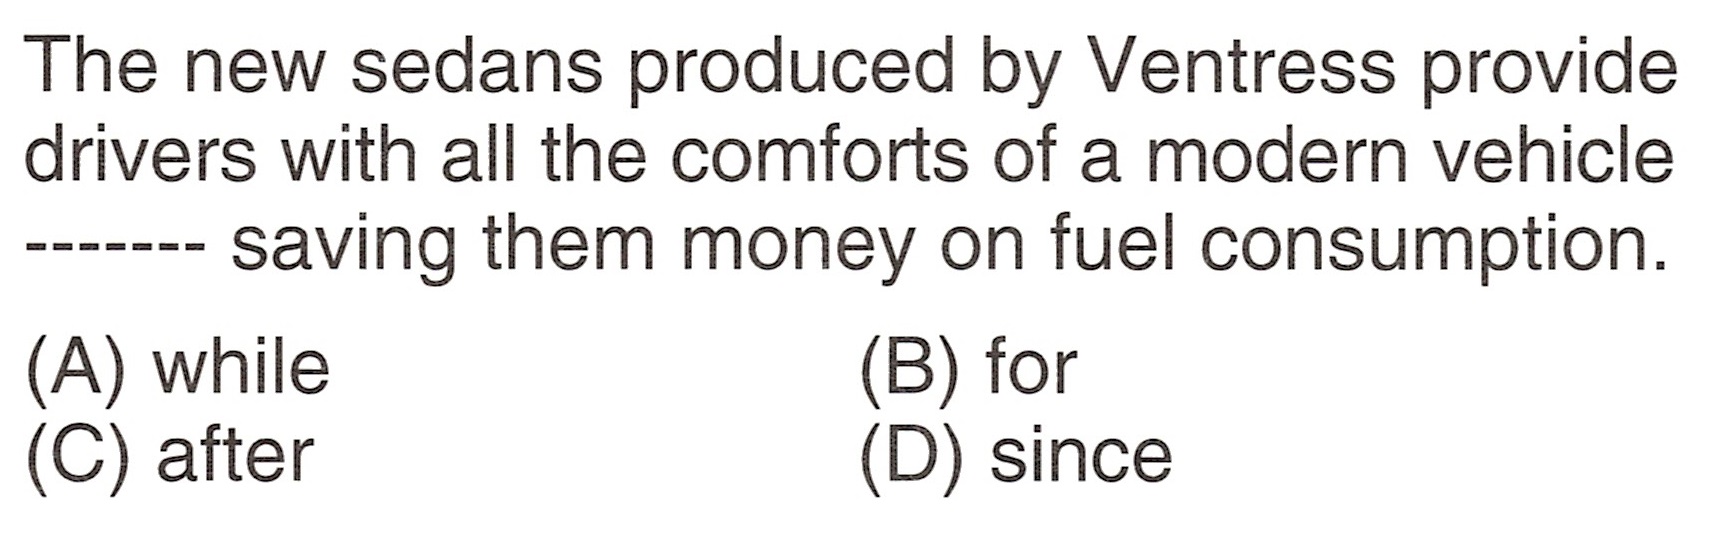 The new sedans produced by Ventress provide
drivers with all the comforts of a modern vehicle
------- saving them money on fuel consumption.
(A) while (B) for
(C) after (D) since